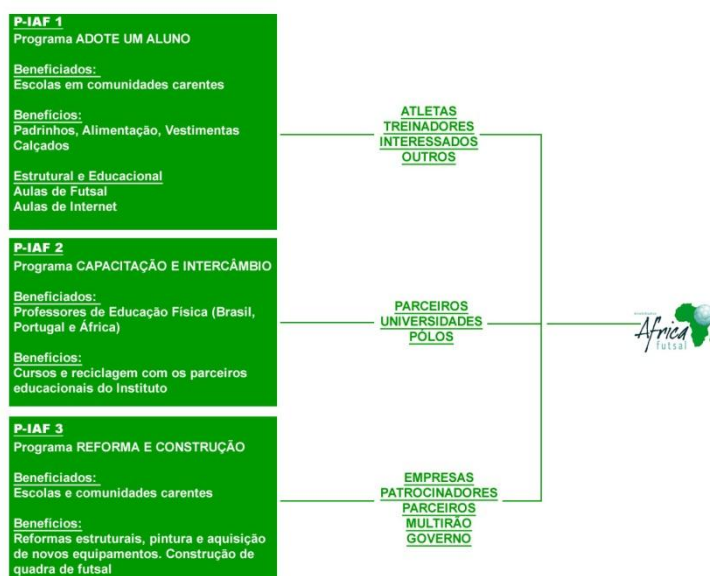 P-IAF 1
Programa ADOTE UM ALUNO
Beneficiados:
Escolas em comunidades carentes
Benefícios:
Padrinhos, Alimentação, Vestimentas
Calçados
Estrutural e Educacional
Aulas de Futsal
Aulas de Internet
ATLETAS
TREINADORES
INTERESSADOS
OUTROS
P-IAF 2
Programa CAPACITAÇÃO E INTERCÂMBIO
Beneficiados:
Professores de Educação Física (Brasil,
Portugal e África)
Benefícios:
Cursos e reciclagem com os parceiros
educacionais do Instituto
PARCEIROS
UNIVERSIDADES
PÓLOS
Africa
futsal
P-IAF 3
Programa REFORMA E CONSTRUÇÃO
Beneficiados:
Escolas e comunidades carentes
Benefícios:
Reformas estruturais, pintura e aquisição
de novos equipamentos. Construção de
quadra de futsal
EMPRESAS
PATROCINADORES
PARCEIROS
MULTIRÃO
GOVERNO